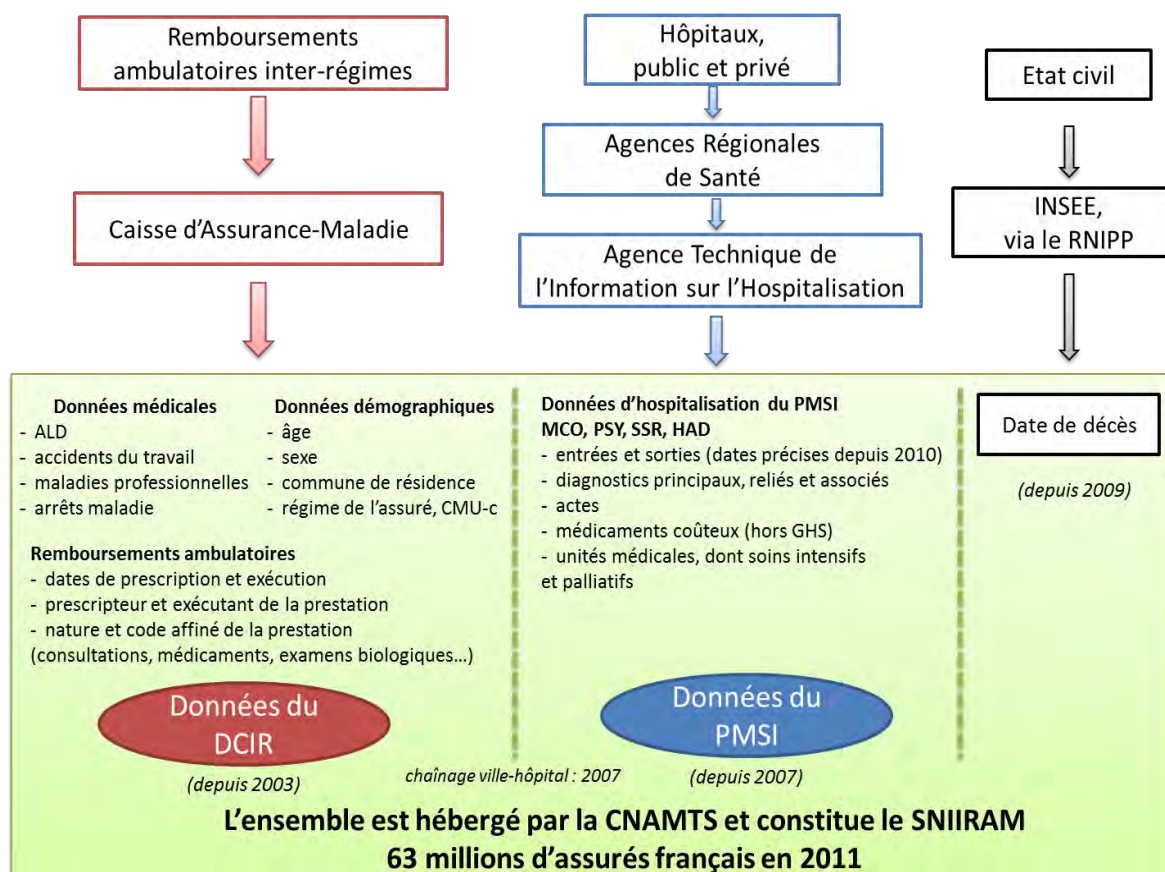 Remboursements
ambulatoires inter-régimes
Caisse d'Assurance-Maladie
Hôpitaux,
public et privé
Agences Régionales
de Santé
Agence Technique de
l'Information sur l'Hospitalisation
Etat civil
INSEE,
via le RNIPP
Données médicales
- ALD
- accidents du travail
- maladies professionnelles
- arrêts maladie
Données démographiques
- âge
- sexe
- commune de résidence
- régime de l'assuré, CMU-c
Remboursements ambulatoires
- dates de prescription et exécution
- prescripteur et exécutant de la prestation
- nature et code affiné de la prestation
(consultations, médicaments, examens biologiques…)
Données du
DCIR
(depuis 2003)
chaînage ville-hôpital : 2007
Données d'hospitalisation du PMSI
MCO, PSY, SSR, HAD
- entrées et sorties (dates précises depuis 2010)
- diagnostics principaux, reliés et associés
- actes
- médicaments coûteux (hors GHS)
- unités médicales, dont soins intensifs
et palliatifs
Données du
PMSI
(depuis 2007)
Date de décès
(depuis 2009)
L'ensemble est hébergé par la CNAMTS et constitue le SNIIRAM
63 millions d'assurés français en 2011